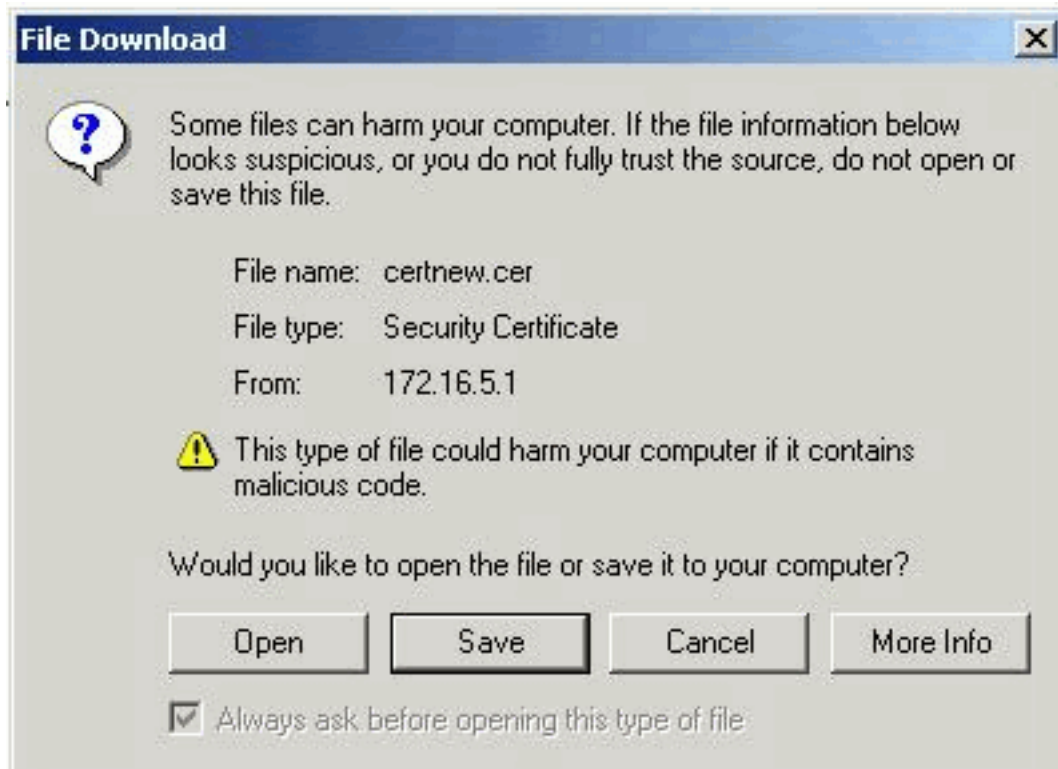 File Download
Some files can harm your computer. If the file information below
looks suspicious, or you do not fully trust the source, do not open or
save this file.
File name: certnew.cer
File type: Security Certificate
From: 172.16.5.1
This type of file could harm your computer if it contains
malicious code.
Would you like to open the file or save it to your computer?
Open Save Cancel More Info
Always ask before opening this type of file